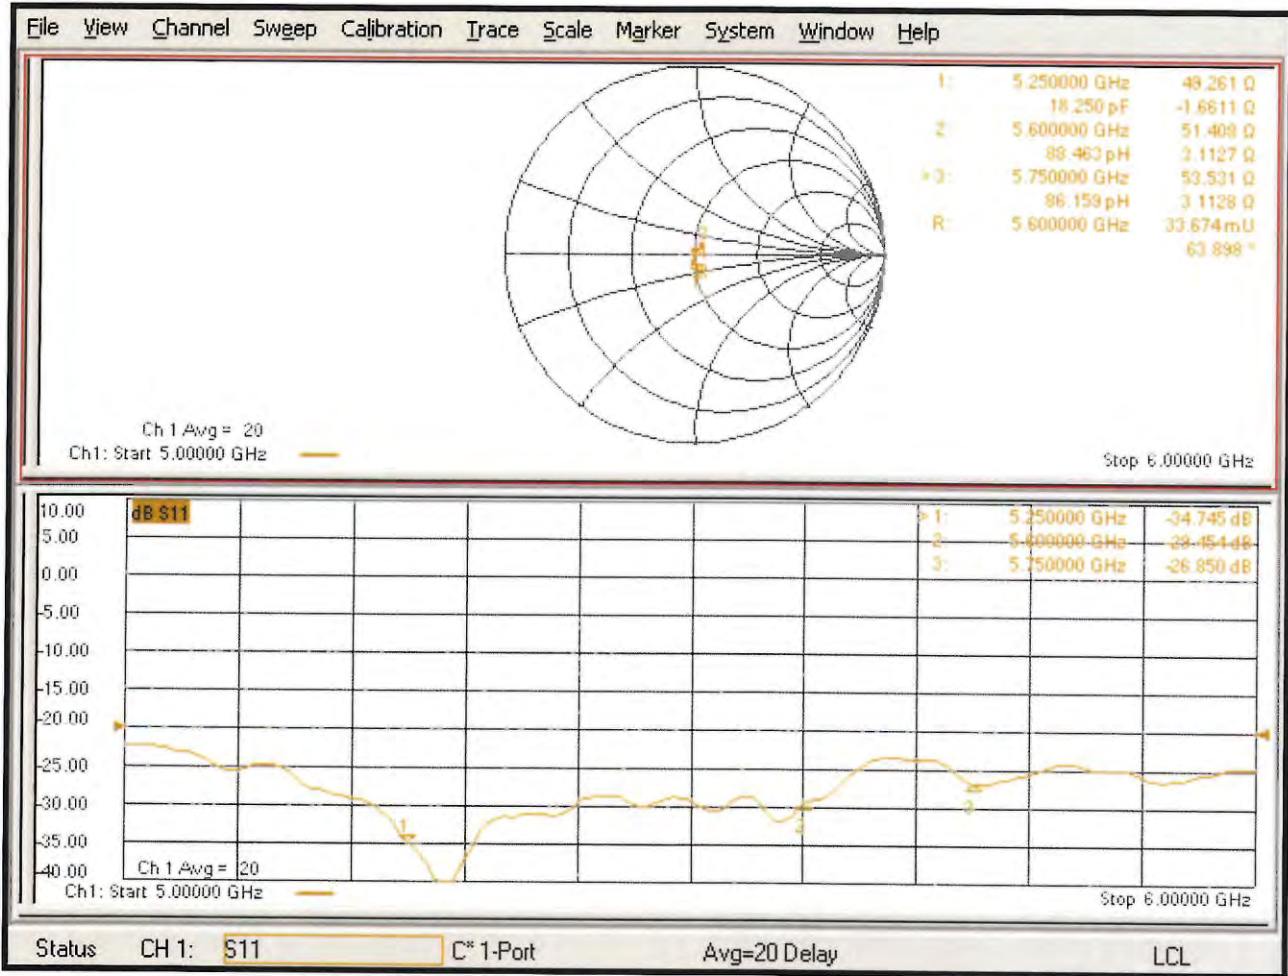 File View Channel Sweep Calibration Trace Scale Marker System Window Help
1: 5.250000 GHz 49.261 Ω
18.250 pF -1.6611 Ω
2: 5.600000 GHz 51.408 Ω
88.463 pH 3.1127 Ω
> 3: 5.750000 GHz 53.531 Ω
86.159 pH 3.1128 Ω
R: 5.600000 GHz 33.674 mU
63.898 °
Ch 1 Avg = 20
Ch1: Start 5.00000 GHz
Stop 6.00000 GHz
10.00 dB S11
> 1: 5.250000 GHz -34.745 dB
5.00
2: 5.600000 GHz -29.454 dB
0.00
3: 5.750000 GHz -26.850 dB
-5.00
-10.00
-15.00
-20.00
-25.00
-30.00
1
2
3
-35.00
-40.00
Ch 1 Avg = 20
Ch1: Start 5.00000 GHz
Stop 6.00000 GHz
Status CH 1: S11 C* 1-Port Avg=20 Delay LCL